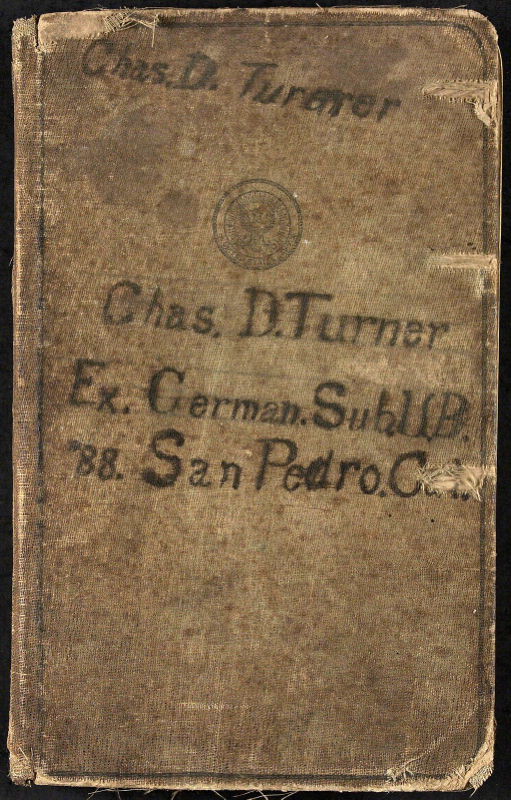 Chas. D. Turner
Chas. D. Turner
Ex. German. Sub. U.B.
"88. San Pedro. Cal.